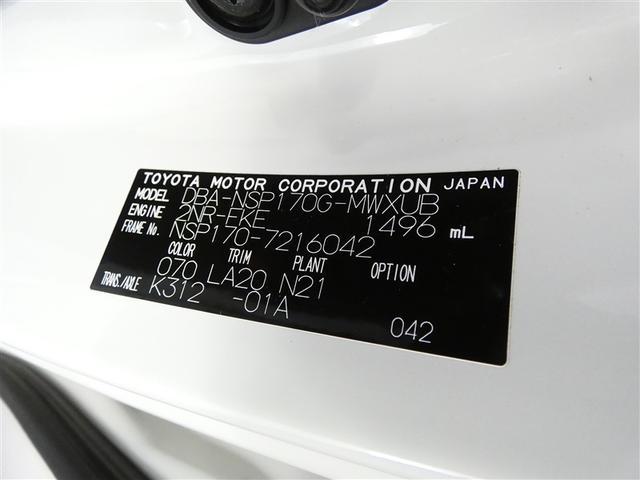 TOYOTA MOTOR CORPORATION JAPAN
MODEL DBA-NSP170G-MWXUB
ENGINE 2NR-FKE 1496 mL
FRAME No. NSP170-7216042
COLOR TRIM PLANT OPTION
070 LA20 N21
TRANS./AXLE K312 -01A
042